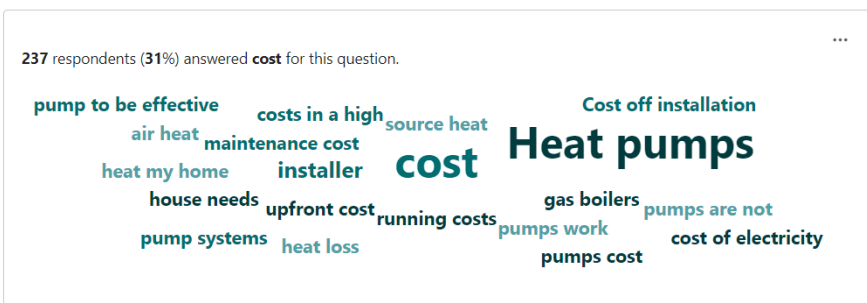 ...
237 respondents (31%) answered cost for this question.
pump to be effective
costs in a high
Cost off installation
air heat
maintenance cost
source heat
Heat pumps
heat my home
installer
cost
house needs
upfront cost
running costs
gas boilers
pumps are not
pump systems
heat loss
pumps work
cost of electricity
pumps cost